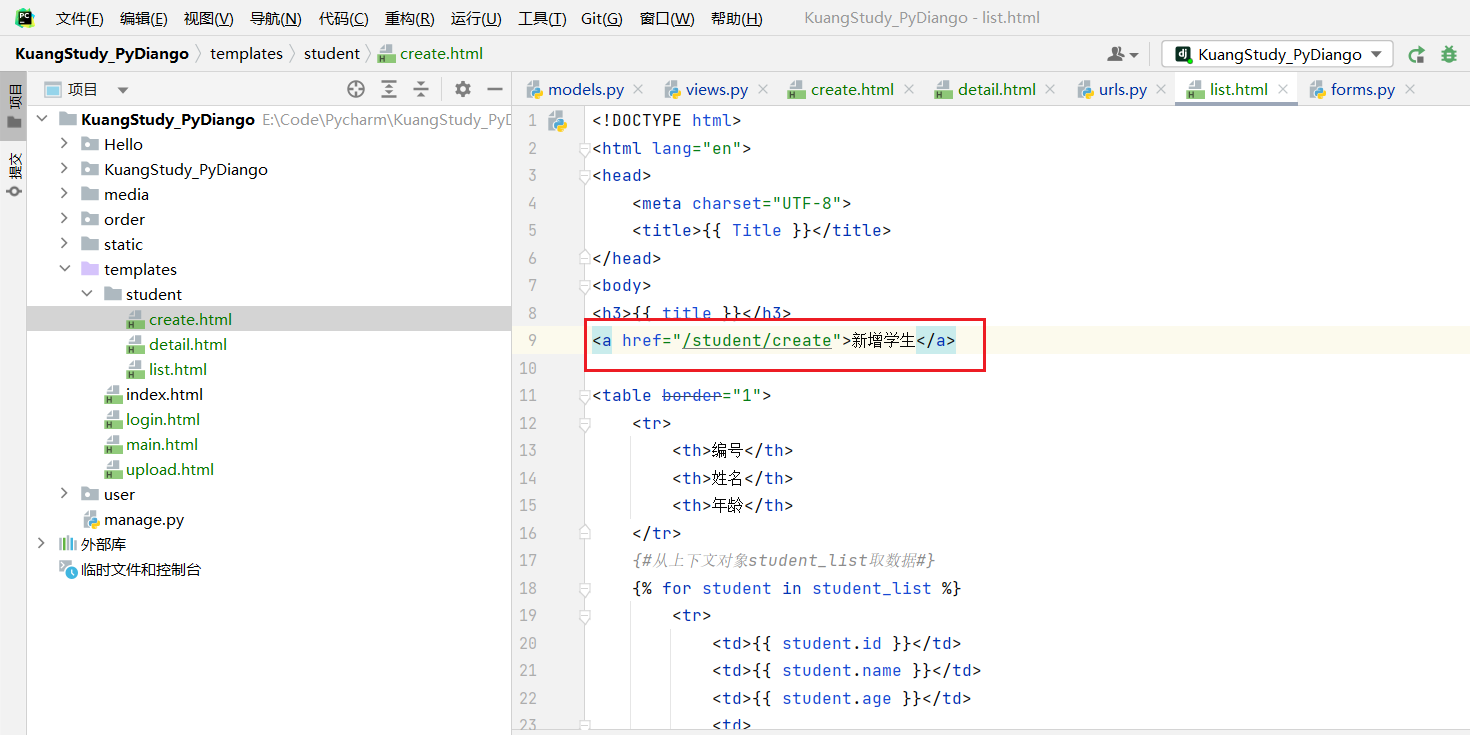 文件(F) 编辑(E) 视图(V) 导航(N) 代码(C) 重构(R) 运行(U) 工具(T) Git(G) 窗口(W) 帮助(H) KuangStudy_PyDiango - list.html
KuangStudy_PyDiango templates student create.html KuangStudy_PyDiango
项目
提交
项目
models.py views.py create.html detail.html urls.py list.html forms.py
KuangStudy_PyDiango E:\Code\Pycharm\KuangStudy_PyD
Hello
KuangStudy_PyDiango
media
order
static
templates
student
create.html
detail.html
list.html
index.html
login.html
main.html
upload.html
user
manage.py
外部库
临时文件和控制台
1 <!DOCTYPE html>
2 <html lang="en">
3 <head>
4 <meta charset="UTF-8">
5 <title>{{ Title }}</title>
6 </head>
7 <body>
8 <h3>{{ title }}</h3>
9 <a href="/student/create">新增学生</a>
10
11 <table border="1">
12 <tr>
13 <th>编号</th>
14 <th>姓名</th>
15 <th>年龄</th>
16 </tr>
17 {#从上下文对象student_list取数据#}
18 {% for student in student_list %}
19 <tr>
20 <td>{{ student.id }}</td>
21 <td>{{ student.name }}</td>
22 <td>{{ student.age }}</td>
23 <td>